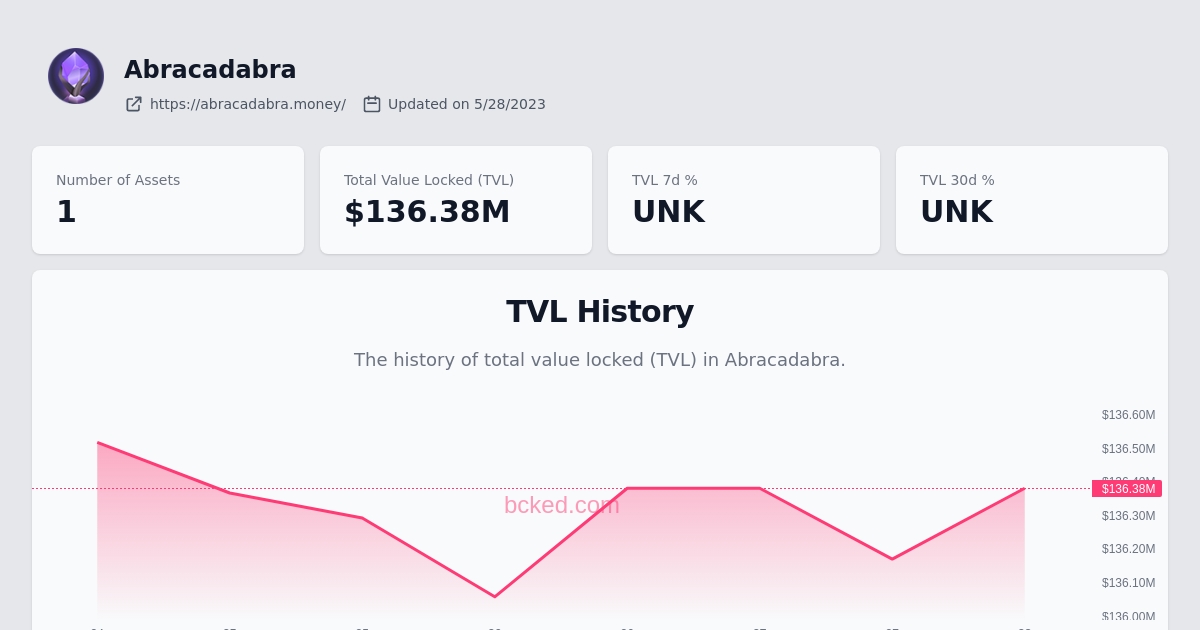 Abracadabra
https://abracadabra.money/ Updated on 5/28/2023
Number of Assets
1
Total Value Locked (TVL)
$136.38M
TVL 7d %
UNK
TVL 30d %
UNK
TVL History
The history of total value locked (TVL) in Abracadabra.
$136.60M
$136.50M
$136.38M
bcked.com
$136.30M
$136.20M
$136.10M
$136.00M